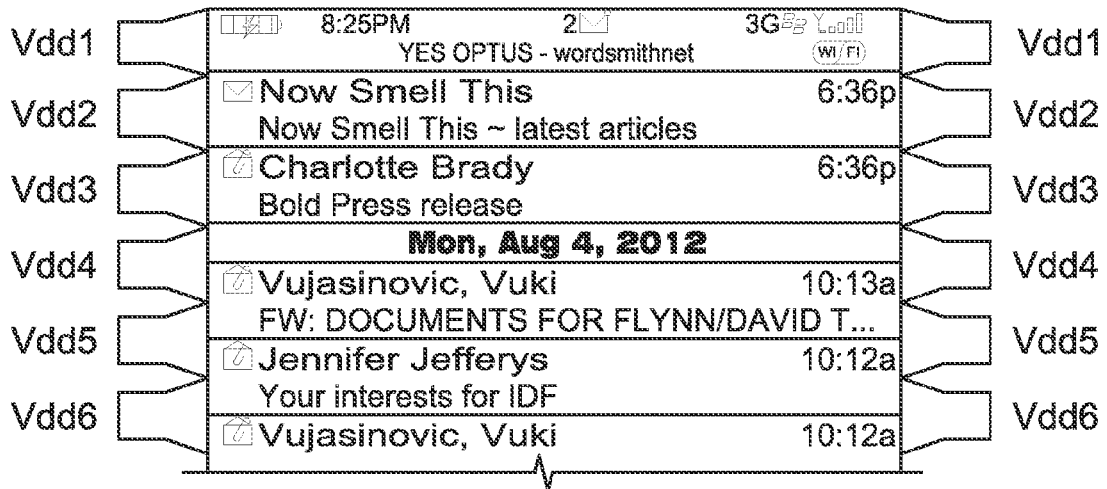 8:25PM 2 3G
Vdd1 YES OPTUS - wordsmithnet WI/FI Vdd1
Now Smell This 6:36p
Vdd2 Now Smell This ~ latest articles Vdd2
Charlotte Brady 6:36p
Vdd3 Bold Press release Vdd3
Mon, Aug 4, 2012
Vdd4 Vujasinovic, Vuki 10:13a Vdd4
FW: DOCUMENTS FOR FLYNN/DAVID T...
Vdd5 Jennifer Jefferys 10:12a Vdd5
Your interests for IDF
Vdd6 Vujasinovic, Vuki 10:12a Vdd6